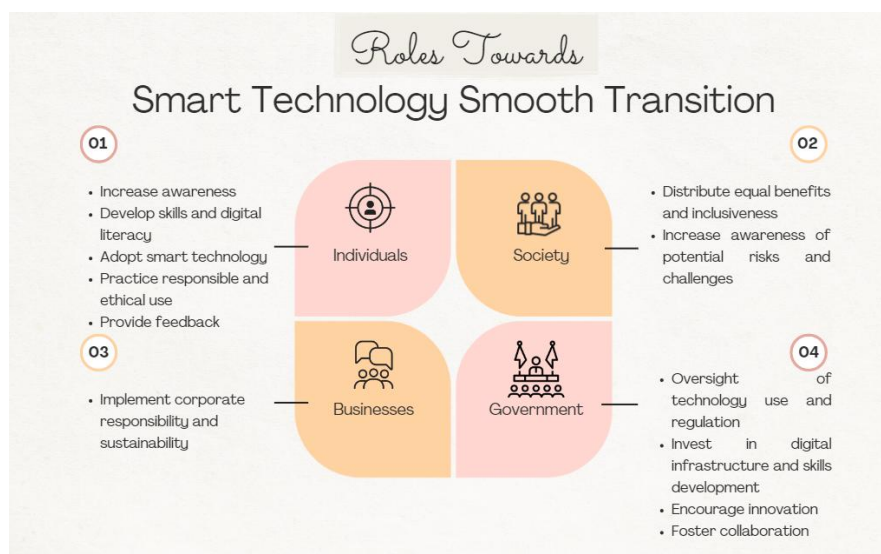 Roles Towards
Smart Technology Smooth Transition
01
• Increase awareness
• Develop skills and digital
literacy
• Adopt smart technology
• Practice responsible and
ethical use
• Provide feedback
Individuals
Society
02
• Distribute equal benefits
and inclusiveness
• Increase awareness of
potential risks and
challenges
03
• Implement corporate
responsibility and
sustainability
Businesses
Government
04
• Oversight of
technology use and
regulation
• Invest in digital
infrastructure and skills
development
• Encourage innovation
• Foster collaboration